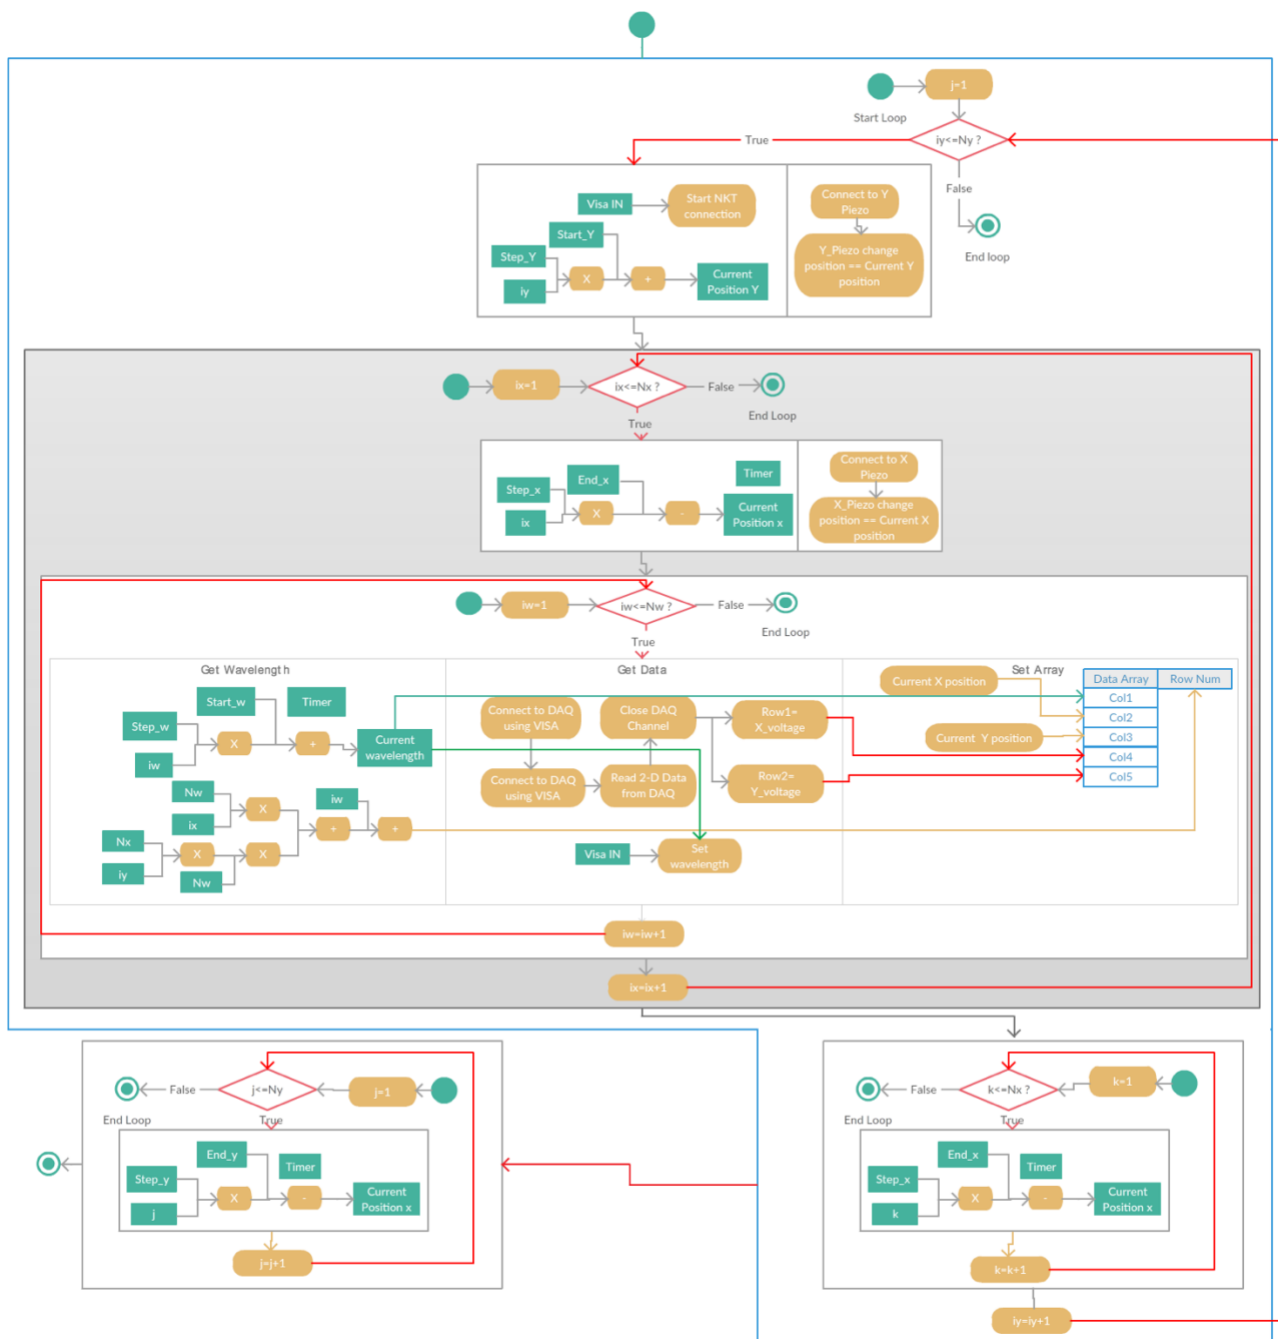 j=1
Start Loop
iy<=Ny ?
True
False
End loop
Visa IN
Start NKT
connection
Start_Y
Step_Y
iy
X
+
Current
Position Y
Connect to Y
Piezo
Y_Piezo change
position == Current Y
position
ix=1
ix<=Nx ?
False
End Loop
True
Step_x
End_x
ix
X
-
Timer
Current
Position x
Connect to X
Piezo
X_Piezo change
position == Current X
position
iw=1
iw<=Nw ?
False
End Loop
True
Get Wavelength
Start_w
Timer
Step_w
iw
X
+
Current
wavelength
Nw
ix
X
iw
+
+
Nx
iy
X
X
Nw
Get Data
Connect to DAQ
using VISA
Connect to DAQ
using VISA
Close DAQ
Channel
Read 2-D Data
from DAQ
Row1=
X_voltage
Row2=
Y_voltage
Visa IN
Set
wavelength
Set Array
Current X position
Current Y position
Data Array
Row Num
Col1
Col2
Col3
Col4
Col5
iw=iw+1
ix=ix+1
False
j<=Ny
j=1
End Loop
True
End_y
Timer
Step_y
j
X
-
Current
Position x
j=j+1
False
k<=Nx ?
k=1
End Loop
True
End_x
Timer
Step_x
k
X
-
Current
Position x
k=k+1
iy=iy+1